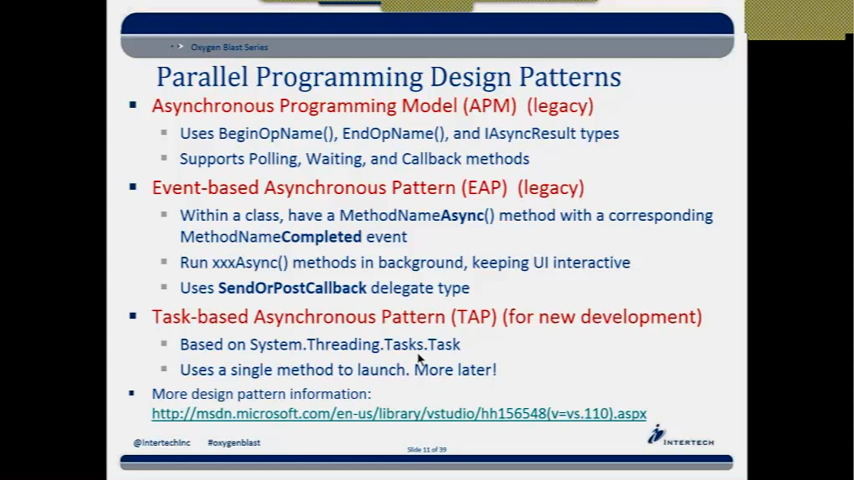 Oxygen Blast Series
Parallel Programming Design Patterns
Asynchronous Programming Model (APM) (legacy)
Uses BeginOpName(), EndOpName(), and IAsyncResult types
Supports Polling, Waiting, and Callback methods
Event-based Asynchronous Pattern (EAP) (legacy)
Within a class, have a MethodNameAsync() method with a corresponding
MethodNameCompleted event
Run xxxAsync() methods in background, keeping UI interactive
Uses SendOrPostCallback delegate type
Task-based Asynchronous Pattern (TAP) (for new development)
Based on System.Threading.Tasks.Task
Uses a single method to launch. More later!
More design pattern information:
http://msdn.microsoft.com/en-us/library/vstudio/hh156548(v=vs.110).aspx
@IntertechInc #oxygenblast
Slide 11 of 39
INTERTECH